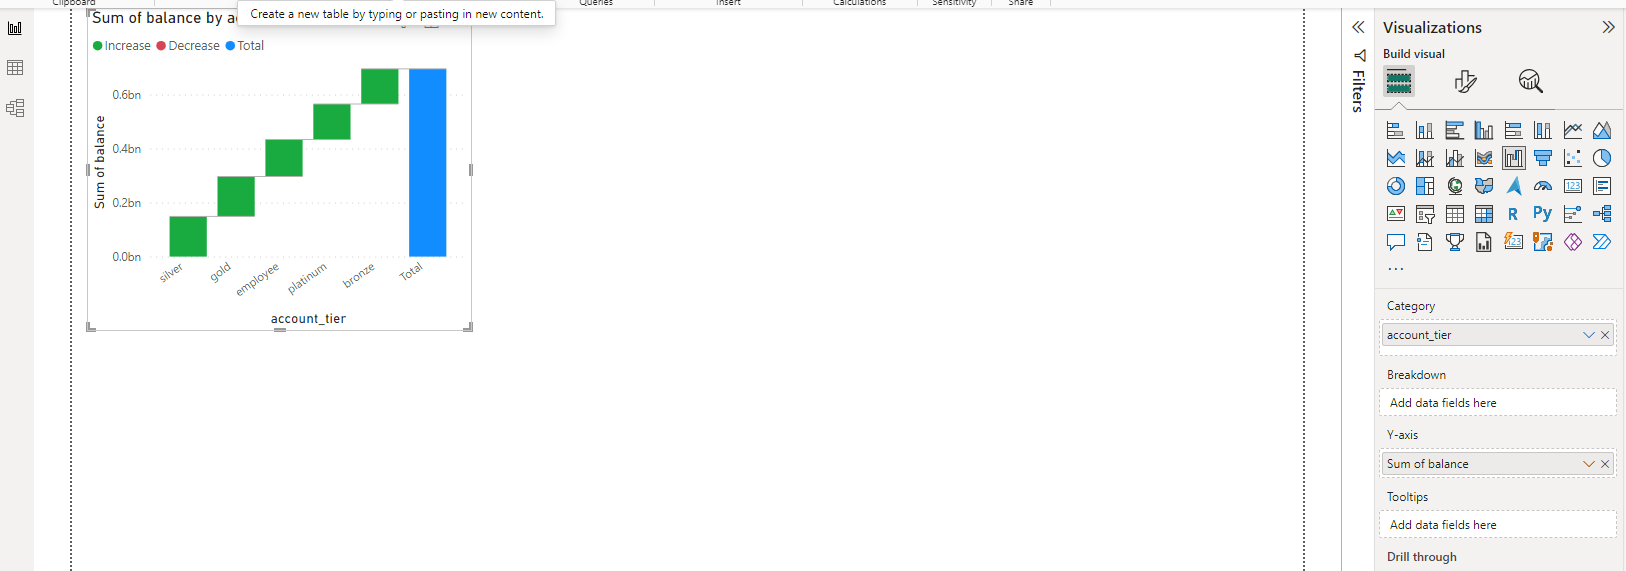 Clipboard
Queries
Insert
Calculations
Sensitivity
Share
Create a new table by typing or pasting in new content.
Sum of balance by a
Increase Decrease Total
Sum of balance
0.6bn
0.4bn
0.2bn
0.0bn
silver
gold
employee
platinum
bronze
Total
account_tier
Filters
Visualizations
Build visual
123
R
Py
123
...
Category
account_tier
Breakdown
Add data fields here
Y-axis
Sum of balance
Tooltips
Add data fields here
Drill through